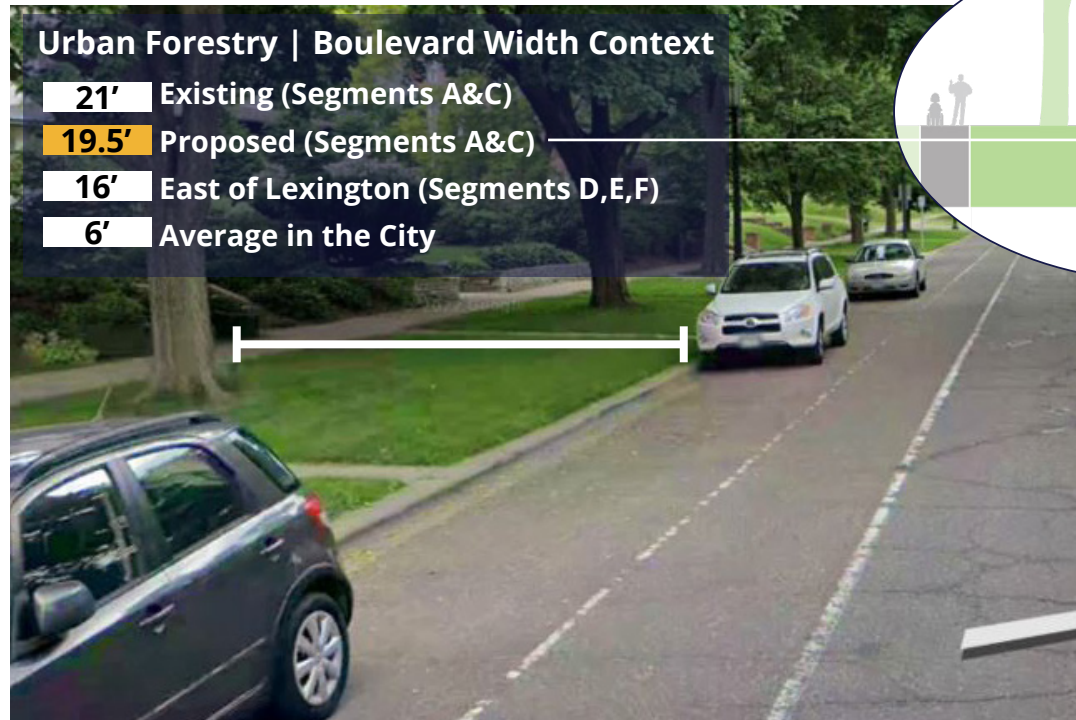 Urban Forestry | Boulevard Width Context
21’ Existing (Segments A&C)
19.5’ Proposed (Segments A&C)
16’ East of Lexington (Segments D,E,F)
6’ Average in the City